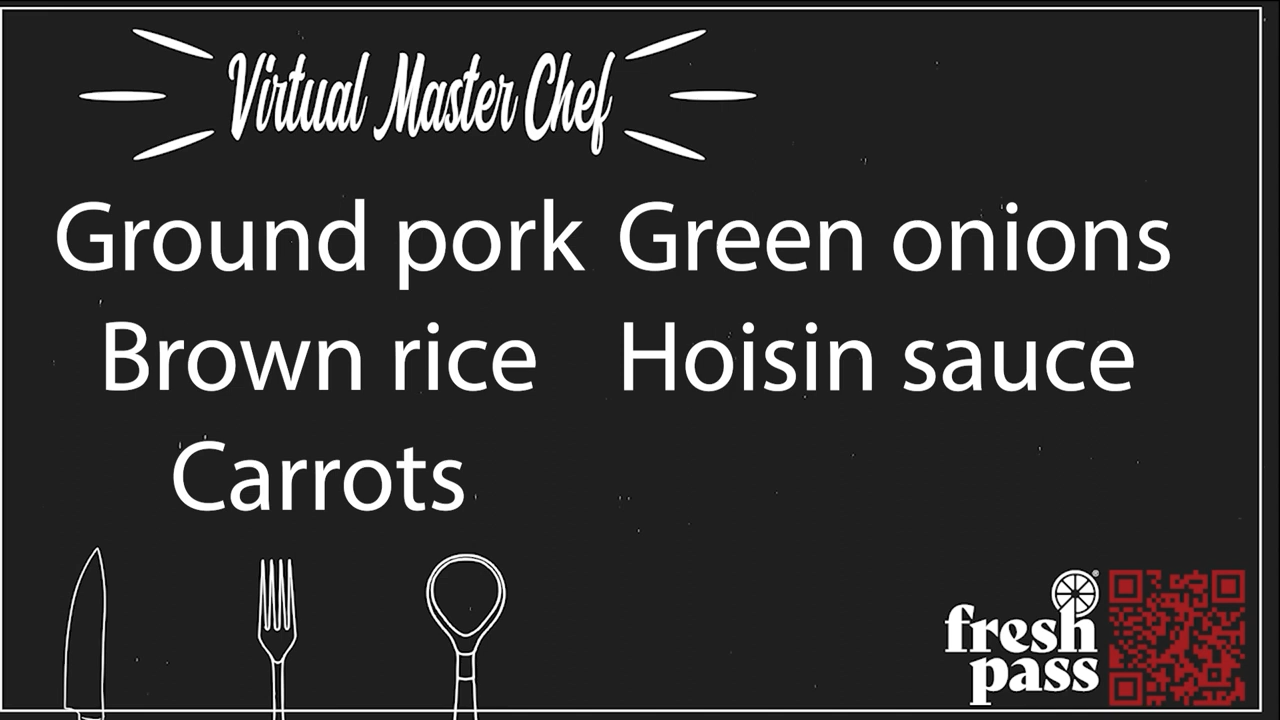 Virtual Master Chef
Ground pork
Brown rice
Carrots
Green onions
Hoisin sauce
fresh
pass